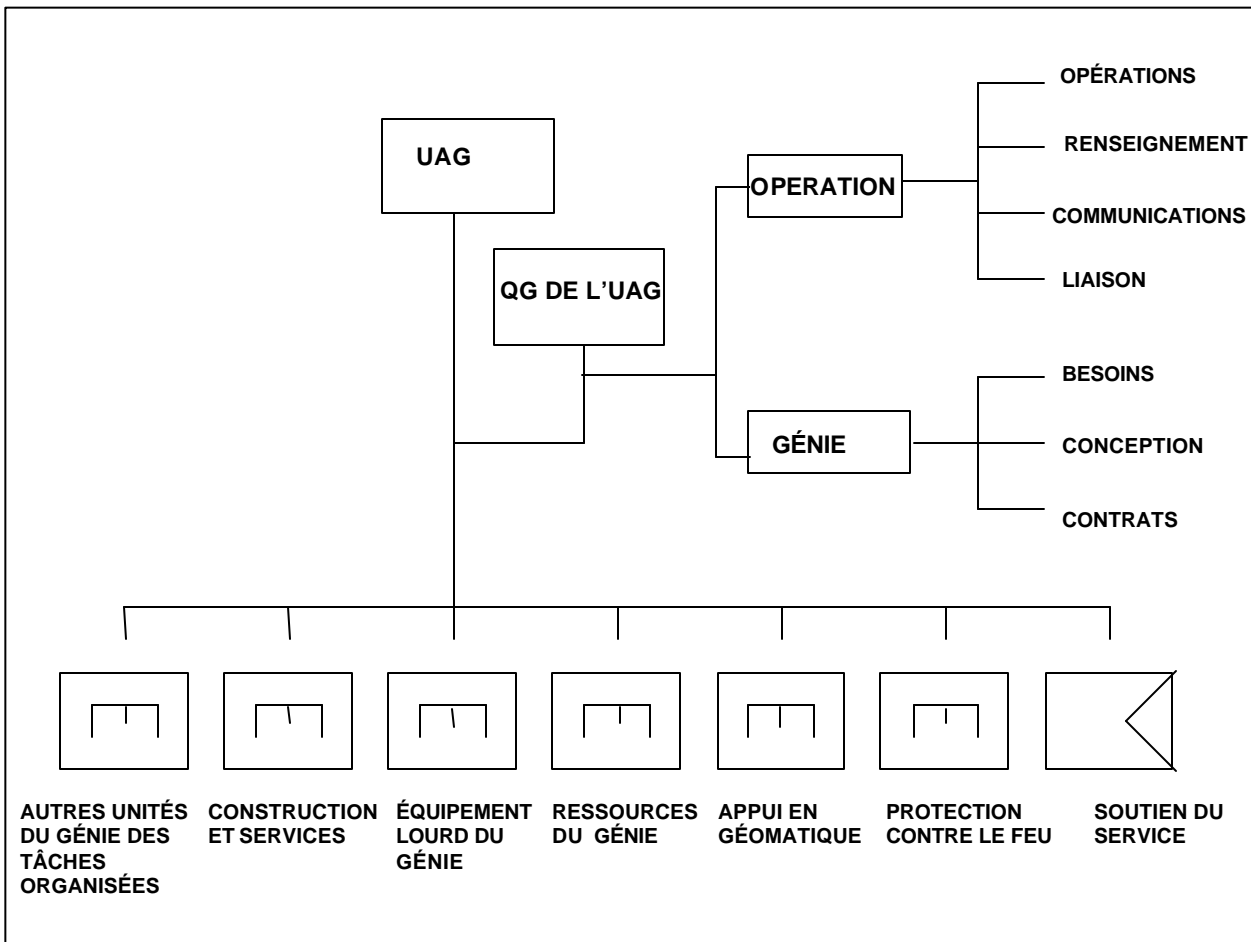 UAG
QG DE L’UAG
OPERATION
OPÉRATIONS
RENSEIGNEMENT
COMMUNICATIONS
LIAISON
GÉNIE
BESOINS
CONCEPTION
CONTRATS
AUTRES UNITÉS
DU GÉNIE DES
TÂCHES
ORGANISÉES
CONSTRUCTION
ET SERVICES
ÉQUIPEMENT
LOURD DU
GÉNIE
RESSOURCES
DU GÉNIE
APPUI EN
GÉOMATIQUE
PROTECTION
CONTRE LE FEU
SOUTIEN DU
SERVICE